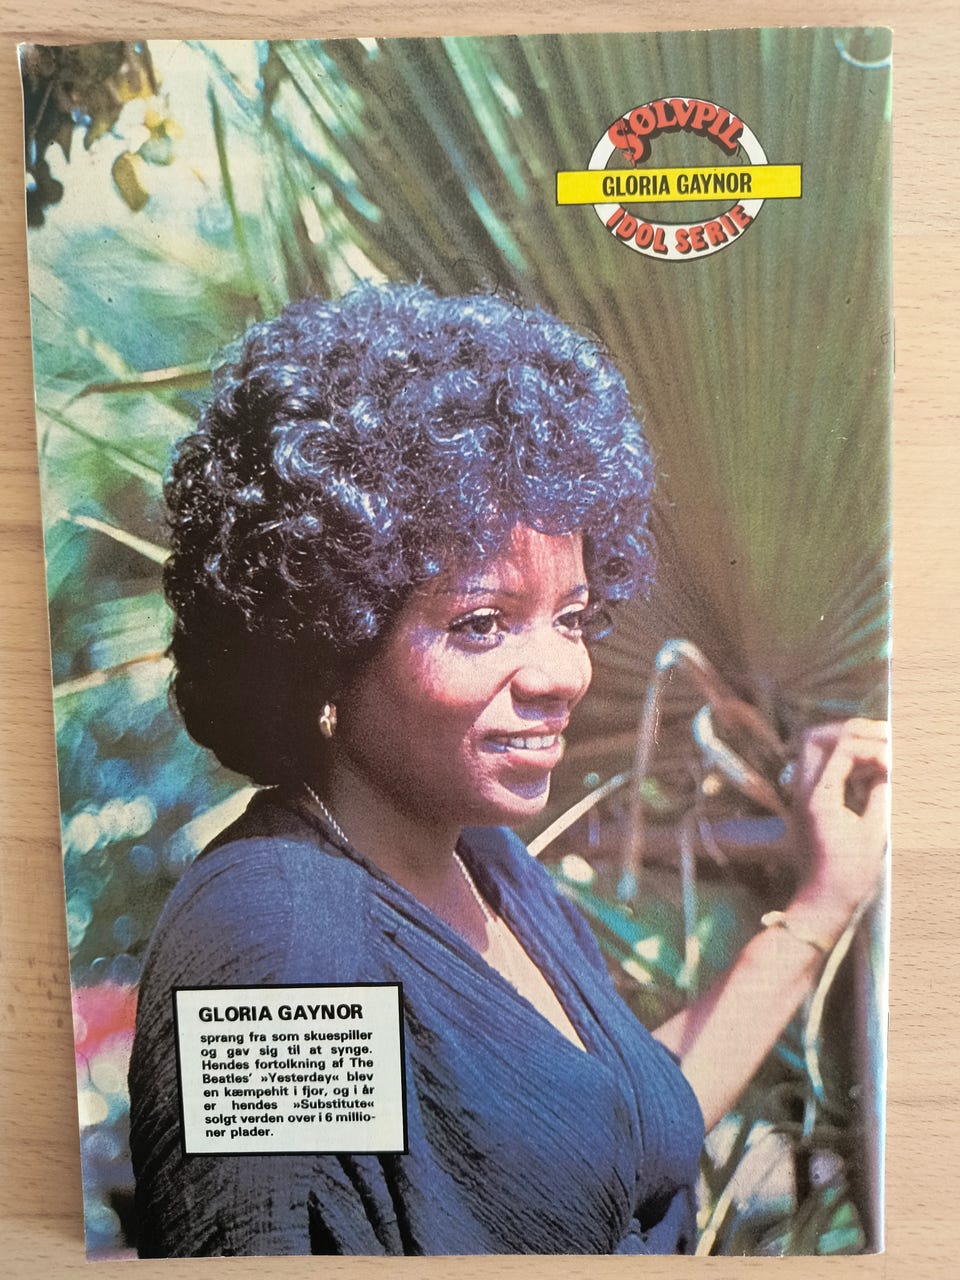 SØLVPIL
GLORIA GAYNOR
IDOL SERIE
GLORIA GAYNOR
sprang fra som skuespiller
og gav sig til at synge.
Hendes fortolkning af The
Beatles' »Yesterday« blev
en kæmpehit i fjor, og i år
er hendes »Substitute«
solgt verden over i 6 millio-
ner plader.